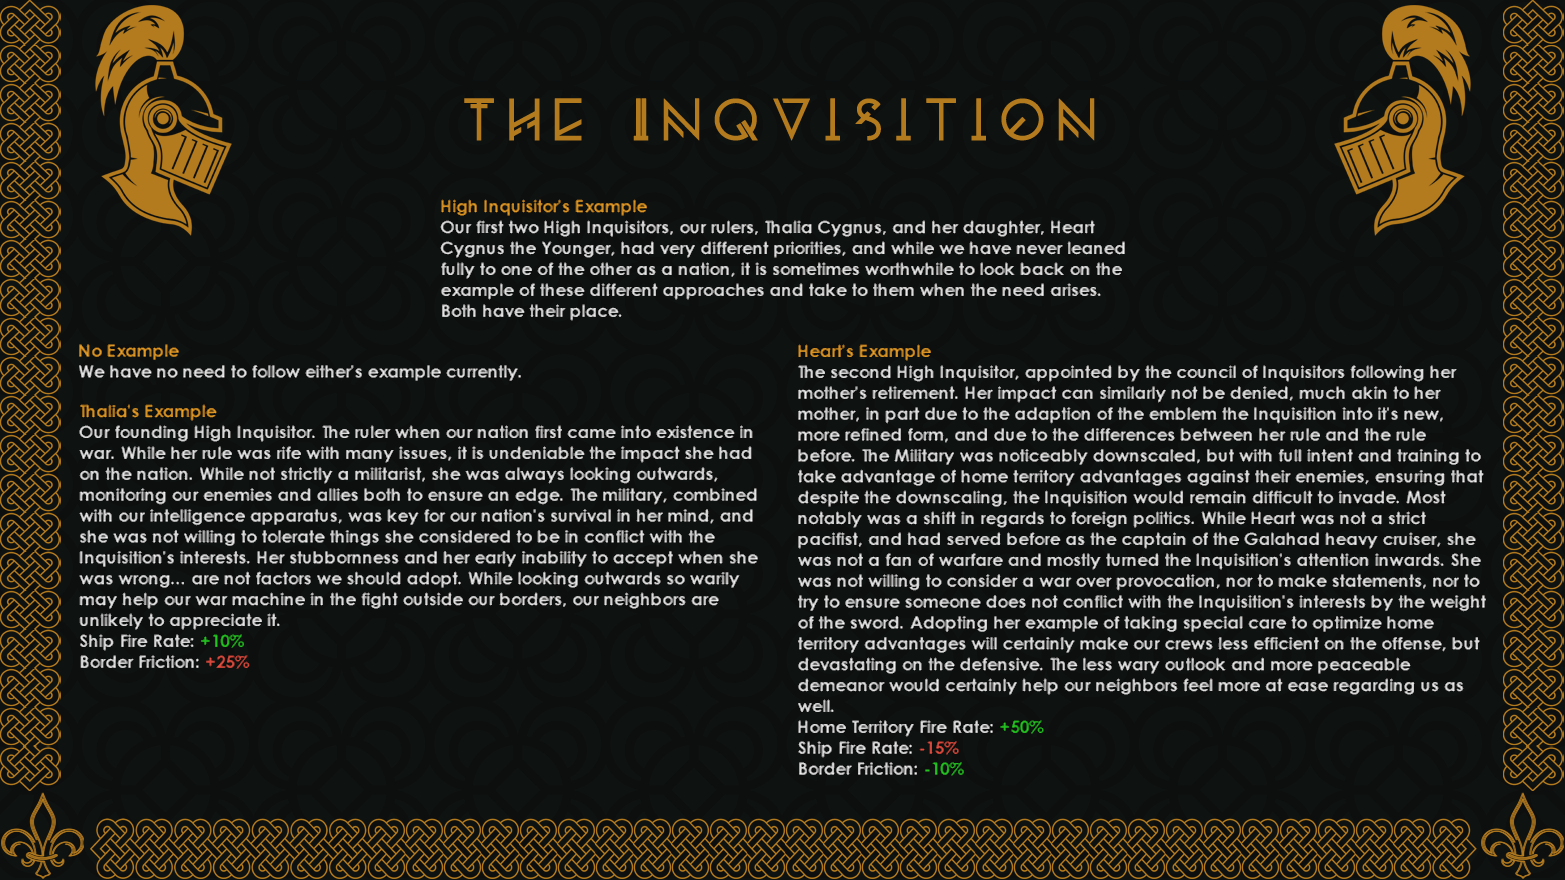 THE INQVISITION
High Inquisitor's Example
Our first two High Inquisitors, our rulers, Thalia Cygnus, and her daughter, Heart
Cygnus the Younger, had very different priorities, and while we have never leaned
fully to one of the other as a nation, it is sometimes worthwhile to look back on the
example of these different approaches and take to them when the need arises.
Both have their place.
No Example
We have no need to follow either's example currently.
Thalia's Example
Our founding High Inquisitor. The ruler when our nation first came into existence in
war. While her rule was rife with many issues, it is undeniable the impact she had
on the nation. While not strictly a militarist, she was always looking outwards,
monitoring our enemies and allies both to ensure an edge. The military, combined
with our intelligence apparatus, was key for our nation's survival in her mind, and
she was not willing to tolerate things she considered to be in conflict with the
Inquisition's interests. Her stubbornness and her early inability to accept when she
was wrong... are not factors we should adopt. While looking outwards so warily
may help our war machine in the fight outside our borders, our neighbors are
unlikely to appreciate it.
Ship Fire Rate: +10%
Border Friction: +25%
Heart's Example
The second High Inquisitor, appointed by the council of Inquisitors following her
mother's retirement. Her impact can similarly not be denied, much akin to her
mother, in part due to the adaption of the emblem the Inquisition into it's new,
more refined form, and due to the differences between her rule and the rule
before. The Military was noticeably downscaled, but with full intent and training to
take advantage of home territory advantages against their enemies, ensuring that
despite the downscaling, the Inquisition would remain difficult to invade. Most
notably was a shift in regards to foreign politics. While Heart was not a strict
pacifist, and had served before as the captain of the Galahad heavy cruiser, she
was not a fan of warfare and mostly turned the Inquisition's attention inwards. She
was not willing to consider a war over provocation, nor to make statements, nor to
try to ensure someone does not conflict with the Inquisition's interests by the weight
of the sword. Adopting her example of taking special care to optimize home
territory advantages will certainly make our crews less efficient on the offense, but
devastating on the defensive. The less wary outlook and more peaceable
demeanor would certainly help our neighbors feel more at ease regarding us as
well.
Home Territory Fire Rate: +50%
Ship Fire Rate: -15%
Border Friction: -10%